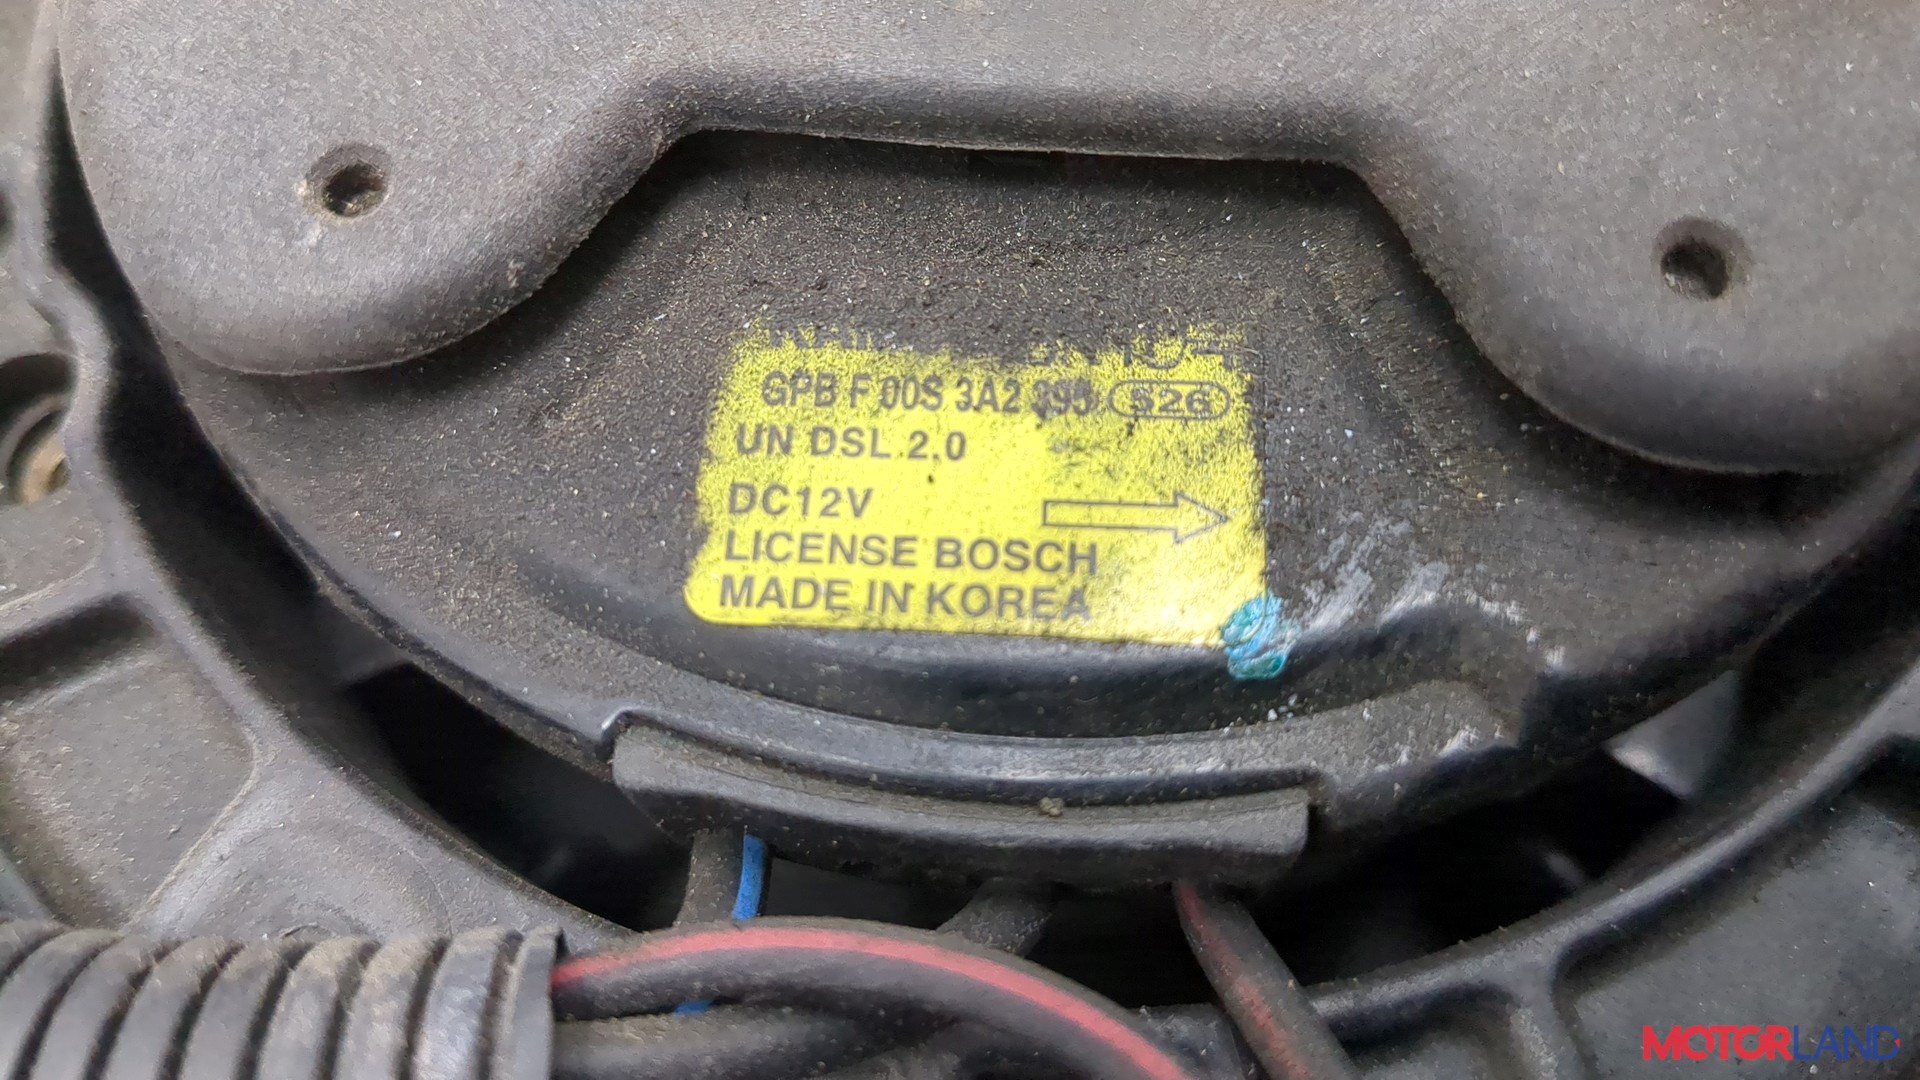 GPB F 00S 3A2 395 S26
UN DSL 2.0
DC12V
LICENSE BOSCH
MADE IN KOREA
MOTORLAND